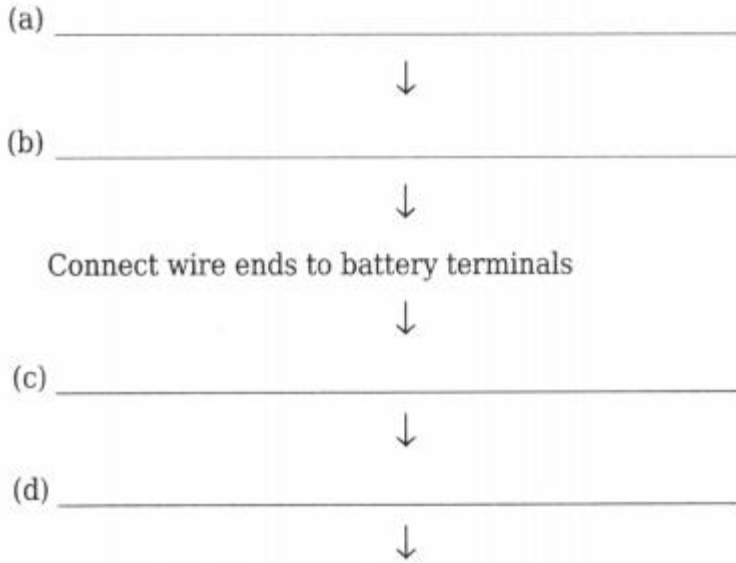 (a)
↓
(b)
↓
Connect wire ends to battery terminals
↓
(c)
↓
(d)
↓